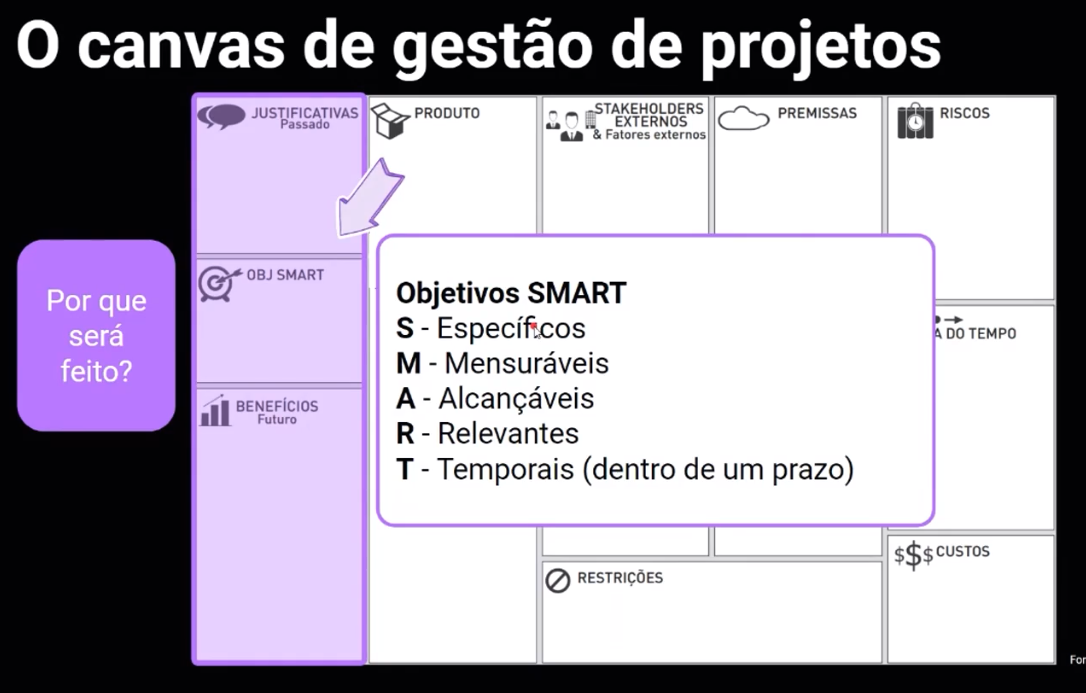 O canvas de gestão de projetos
Por que
será
feito?
JUSTIFICATIVAS
Passado
OBJ SMART
BENEFÍCIOS
Futuro
PRODUTO
STAKEHOLDERS
EXTERNOS
& Fatores externos
PREMISSAS
RISCOS
Objetivos SMART
S - Específicos
M - Mensuráveis
A - Alcançáveis
R - Relevantes
T - Temporais (dentro de um prazo)
A DO TEMPO
RESTRIÇÕES
$$$ CUSTOS
For